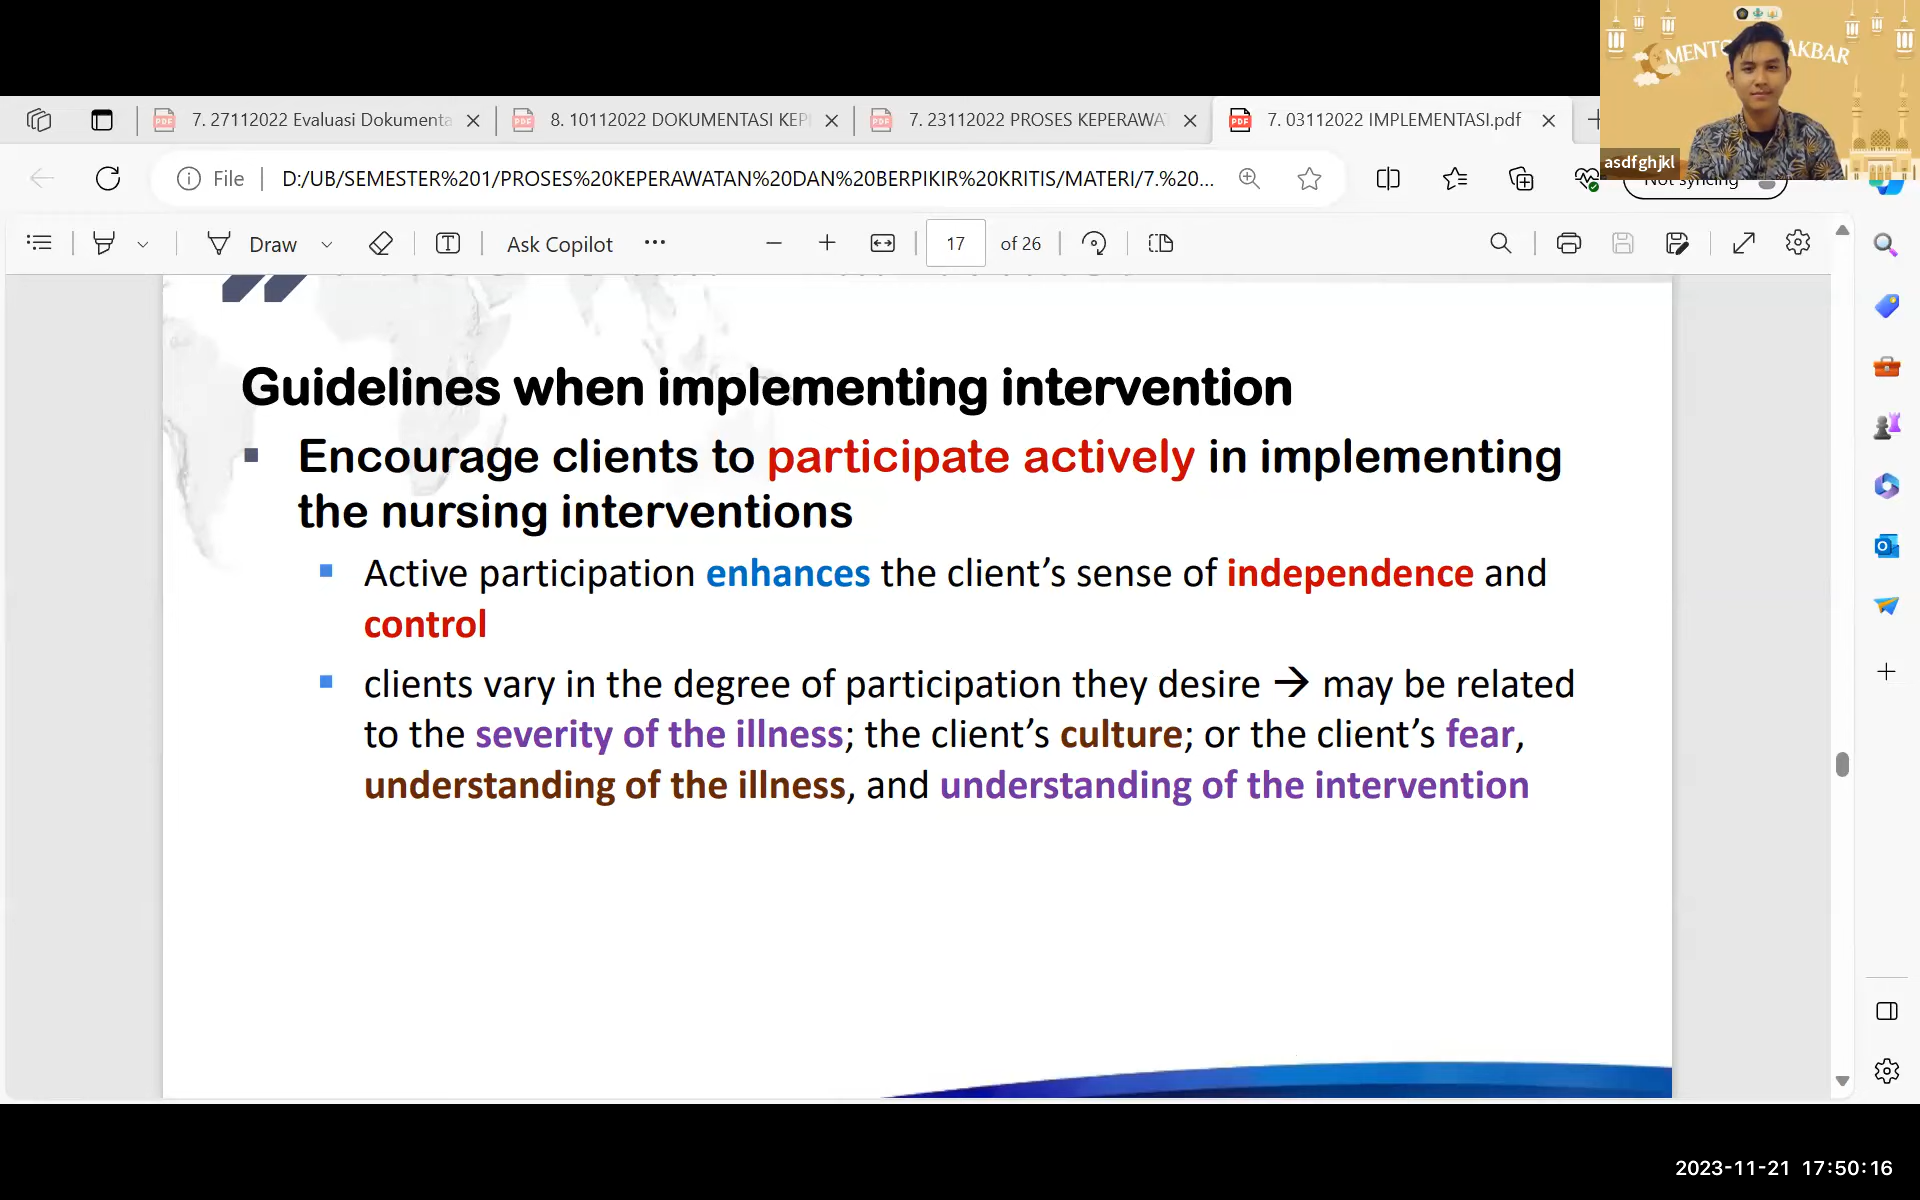 MENTO AKBAR
asdfghjkl
7. 27112022 Evaluasi Dokumenta
8. 10112022 DOKUMENTASI KEP
7. 23112022 PROSES KEPERAWAT
7. 03112022 IMPLEMENTASI.pdf
File
D:/UB/SEMESTER%201/PROSES%20KEPERAWATAN%20DAN%20BERPIKIR%20KRITIS/MATERI/7.%20...
Not syncing
Draw
Ask Copilot
17 of 26
Guidelines when implementing intervention
Encourage clients to participate actively in implementing
the nursing interventions
Active participation enhances the client’s sense of independence and
control
clients vary in the degree of participation they desire → may be related
to the severity of the illness; the client’s culture; or the client’s fear,
understanding of the illness, and understanding of the intervention
2023-11-21 17:50:16